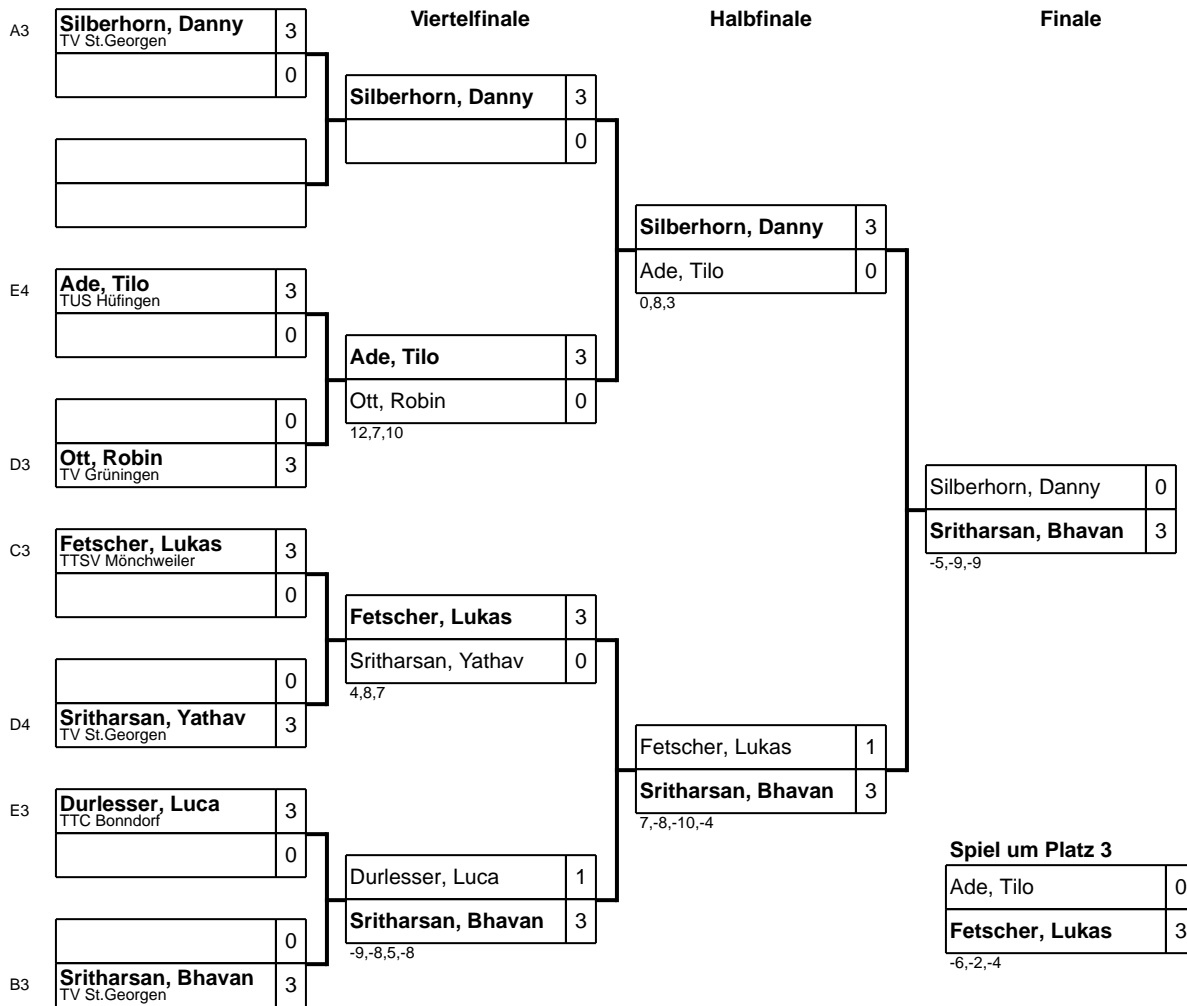 Viertelfinale
Halbfinale
Finale
A3
Silberhorn, Danny 3
TV St.Georgen
0
E4
Ade, Tilo 3
TUS Hüfingen
0
0
D3
Ott, Robin 3
TV Grüningen
C3
Fetscher, Lukas 3
TTSV Mönchweiler
0
0
D4
Sritharsan, Yathav 3
TV St.Georgen
E3
Durlesser, Luca 3
TTC Bonndorf
0
0
B3
Sritharsan, Bhavan 3
TV St.Georgen
Silberhorn, Danny 3
0
Ade, Tilo 3
Ott, Robin 0
12,7,10
Fetscher, Lukas 3
Sritharsan, Yathav 0
4,8,7
Durlesser, Luca 1
Sritharsan, Bhavan 3
-9,-8,5,-8
Silberhorn, Danny 3
Ade, Tilo 0
0,8,3
Fetscher, Lukas 1
Sritharsan, Bhavan 3
7,-8,-10,-4
Silberhorn, Danny 0
Sritharsan, Bhavan 3
-5,-9,-9
Spiel um Platz 3
Ade, Tilo 0
Fetscher, Lukas 3
-6,-2,-4